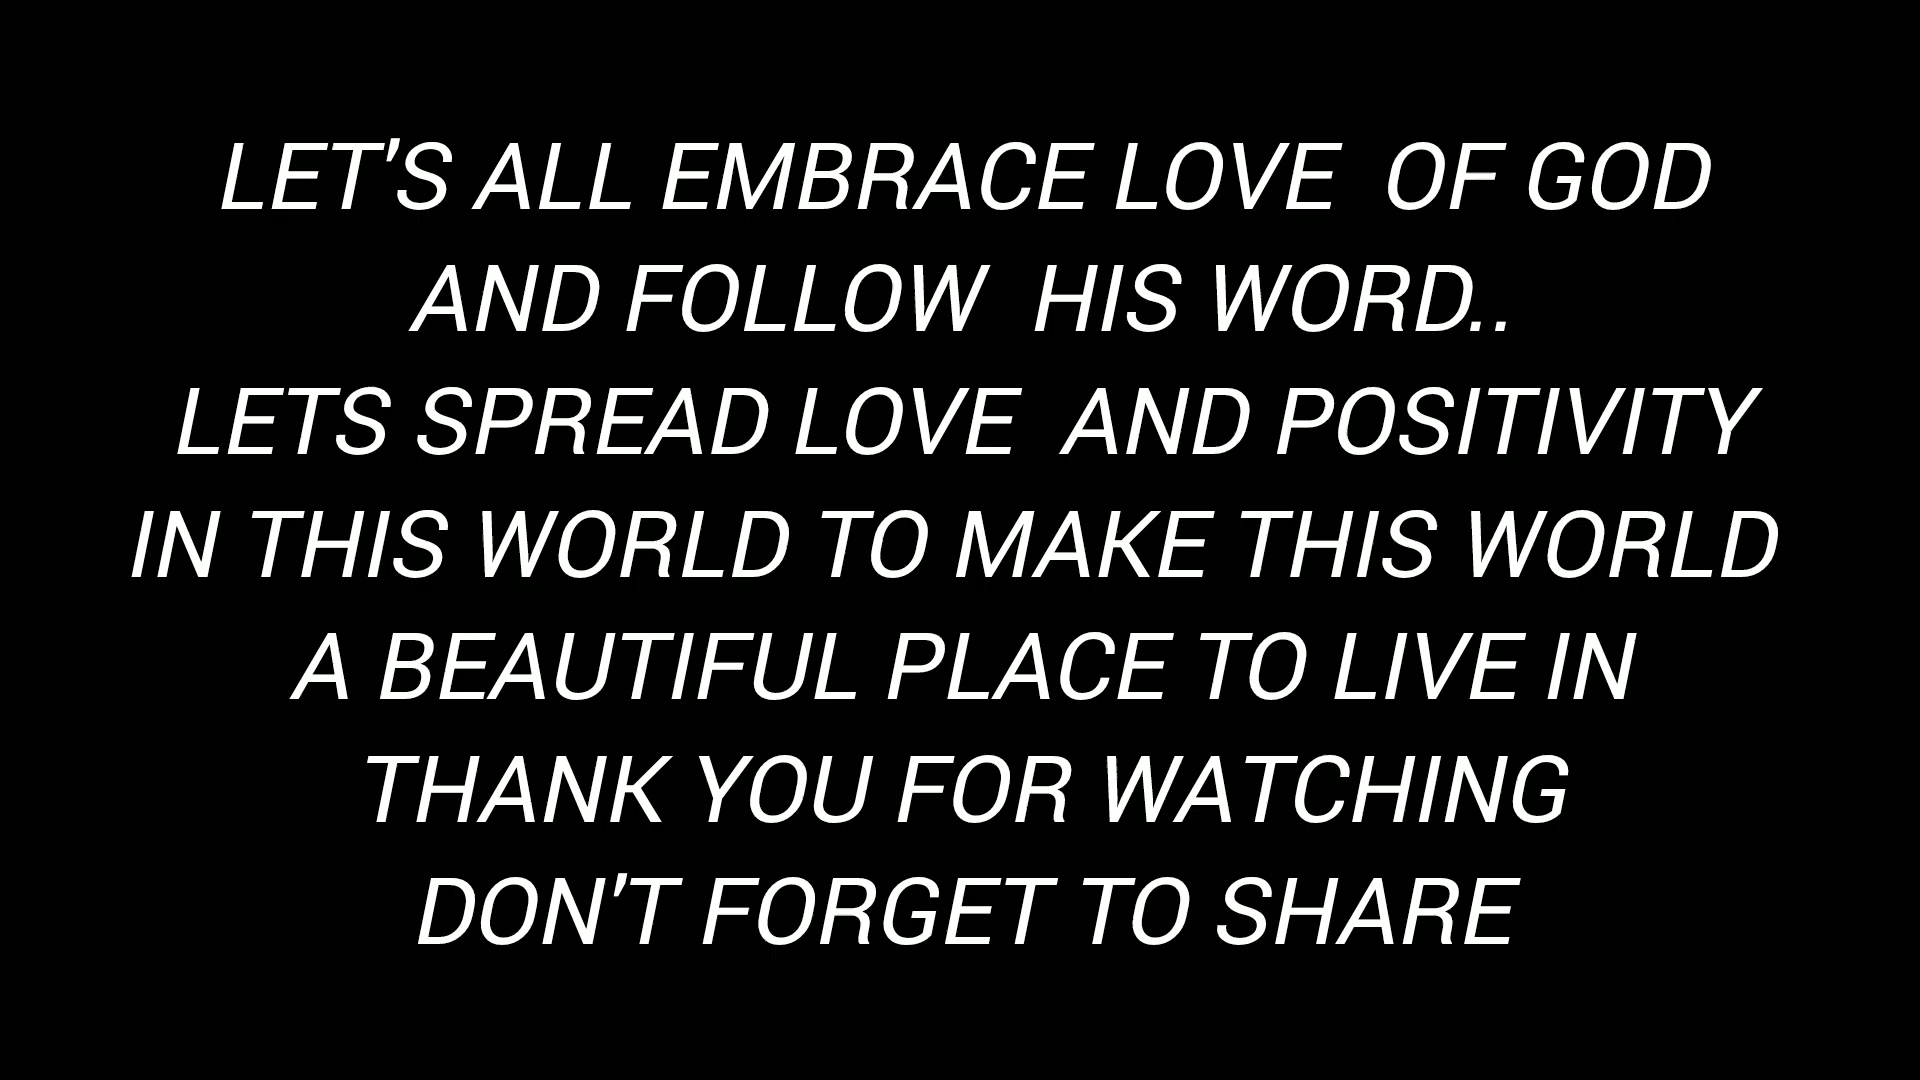 LET'S ALL EMBRACE LOVE  OF GOD
AND FOLLOW  HIS WORD..
LETS SPREAD LOVE  AND POSITIVITY
IN THIS WORLD TO MAKE THIS WORLD
A BEAUTIFUL PLACE TO LIVE IN
THANK YOU FOR WATCHING
DON'T FORGET TO SHARE